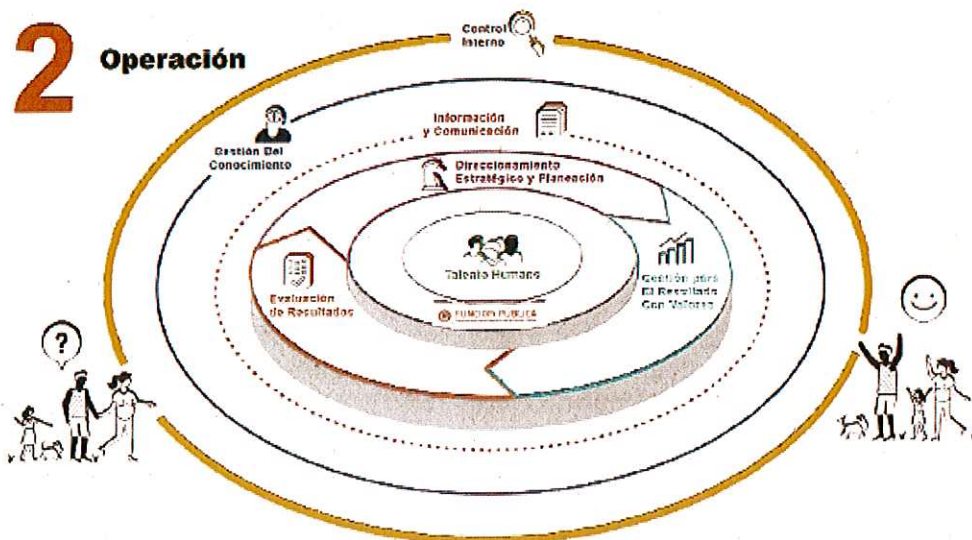 2 Operación
Control
Interno
Información
y Comunicación
Gestión Del
Conocimiento
Direccionamiento
Estratégico y Planeación
Talento Humano
Gestión para
El Resultado
Con Valores
Evaluación
de Resultados
FUNCIÓN PÚBLICA
?